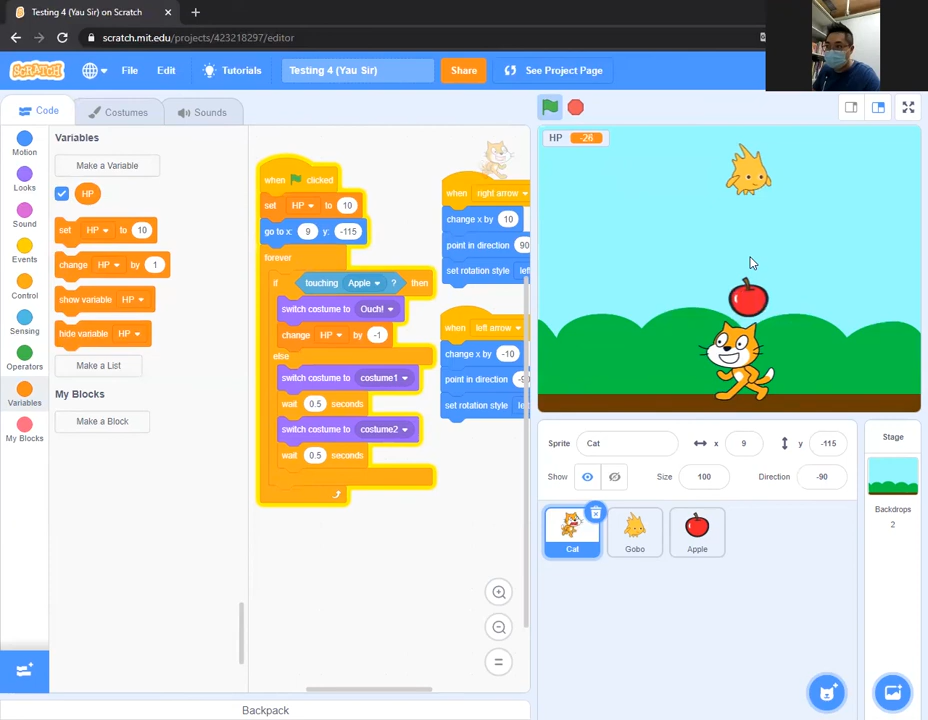 Testing 4 (Yau Sir) on Scratch
scratch.mit.edu/projects/423218297/editor
SCRATCH
File
Edit
Tutorials
Testing 4 (Yau Sir)
Share
See Project Page
Code
Costumes
Sounds
Motion
Looks
Sound
Events
Control
Sensing
Operators
Variables
My Blocks
Variables
Make a Variable
HP
set HP to 10
change HP by 1
show variable HP
hide variable HP
Make a List
My Blocks
Make a Block
when clicked
set HP to 10
go to x: 9 y: -115
forever
if touching Apple ? then
switch costume to Ouch!
change HP by -1
else
switch costume to costume1
wait 0.5 seconds
switch costume to costume2
wait 0.5 seconds
when right arrow
change x by 10
point in direction 90
set rotation style lef
when left arrow
change x by -10
point in direction -9
set rotation style lef
HP -26
Sprite Cat x 9 y -115
Show Size 100 Direction -90
Cat
Gobo
Apple
Stage
Backdrops
2
Backpack